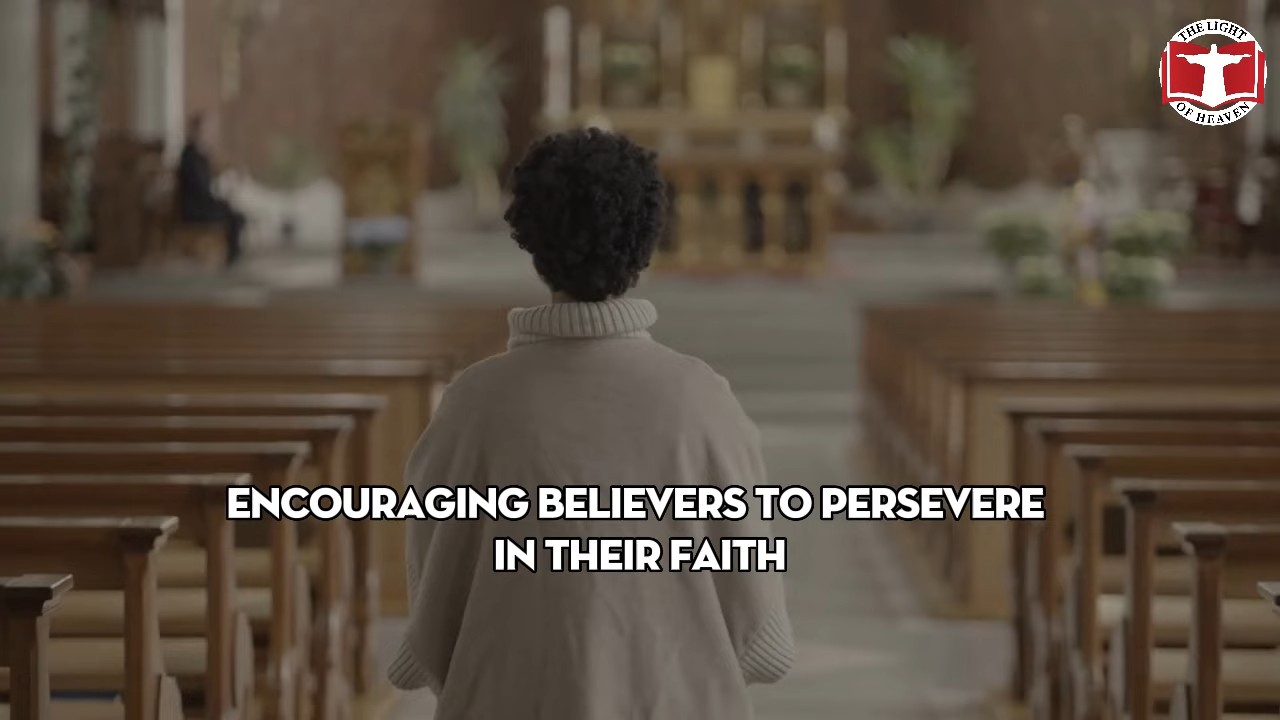 THE LIGHT
OF HEAVEN
ENCOURAGING BELIEVERS TO PERSEVERE
IN THEIR FAITH